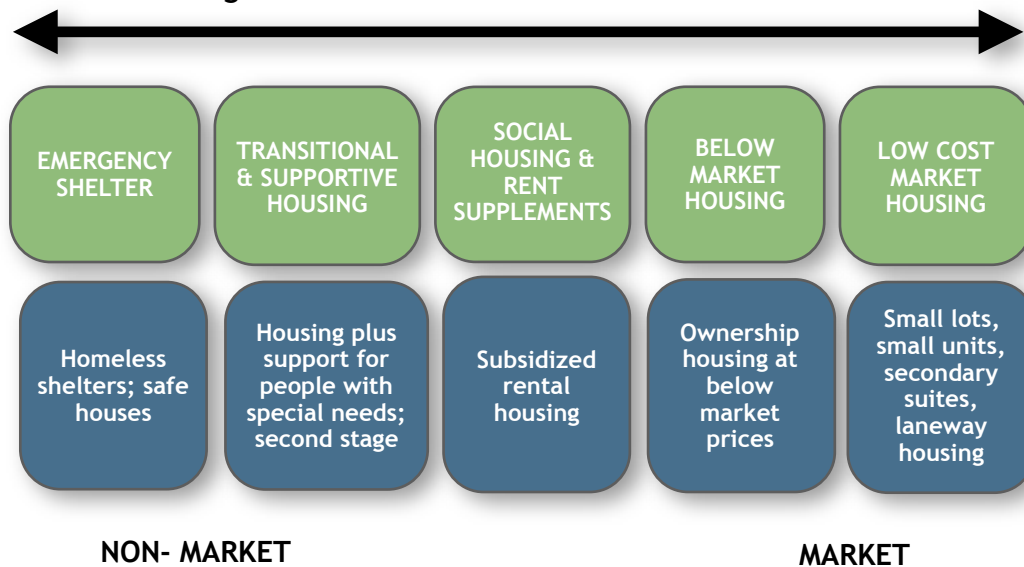 EMERGENCY
SHELTER
TRANSITIONAL
& SUPPORTIVE
HOUSING
SOCIAL
HOUSING &
RENT
SUPPLEMENTS
BELOW
MARKET
HOUSING
LOW COST
MARKET
HOUSING
Homeless
shelters; safe
houses
Housing plus
support for
people with
special needs;
second stage
Subsidized
rental
housing
Ownership
housing at
below
market
prices
Small lots,
small units,
secondary
suites,
laneway
housing
NON- MARKET
MARKET